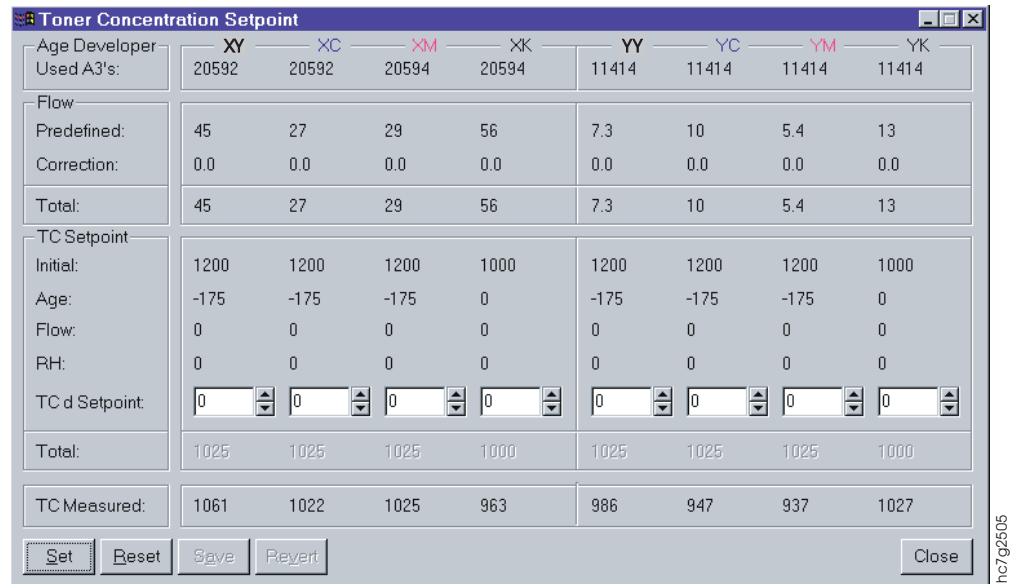 Toner Concentration Setpoint
Age Developer XY XC XM XK YY YC YM YK
Used A3's: 20592 20592 20594 20594 11414 11414 11414 11414
Flow
Predefined: 45 27 29 56 7.3 10 5.4 13
Correction: 0.0 0.0 0.0 0.0 0.0 0.0 0.0 0.0
Total: 45 27 29 56 7.3 10 5.4 13
TC Setpoint
Initial: 1200 1200 1200 1000 1200 1200 1200 1000
Age: -175 -175 -175 0 -175 -175 -175 0
Flow: 0 0 0 0 0 0 0 0
RH: 0 0 0 0 0 0 0 0
TC d Setpoint: 0 0 0 0 0 0 0 0
Total: 1025 1025 1025 1000 1025 1025 1025 1000
TC Measured: 1061 1022 1025 963 986 947 937 1027
Set Reset Save Revert Close
hc7g2505